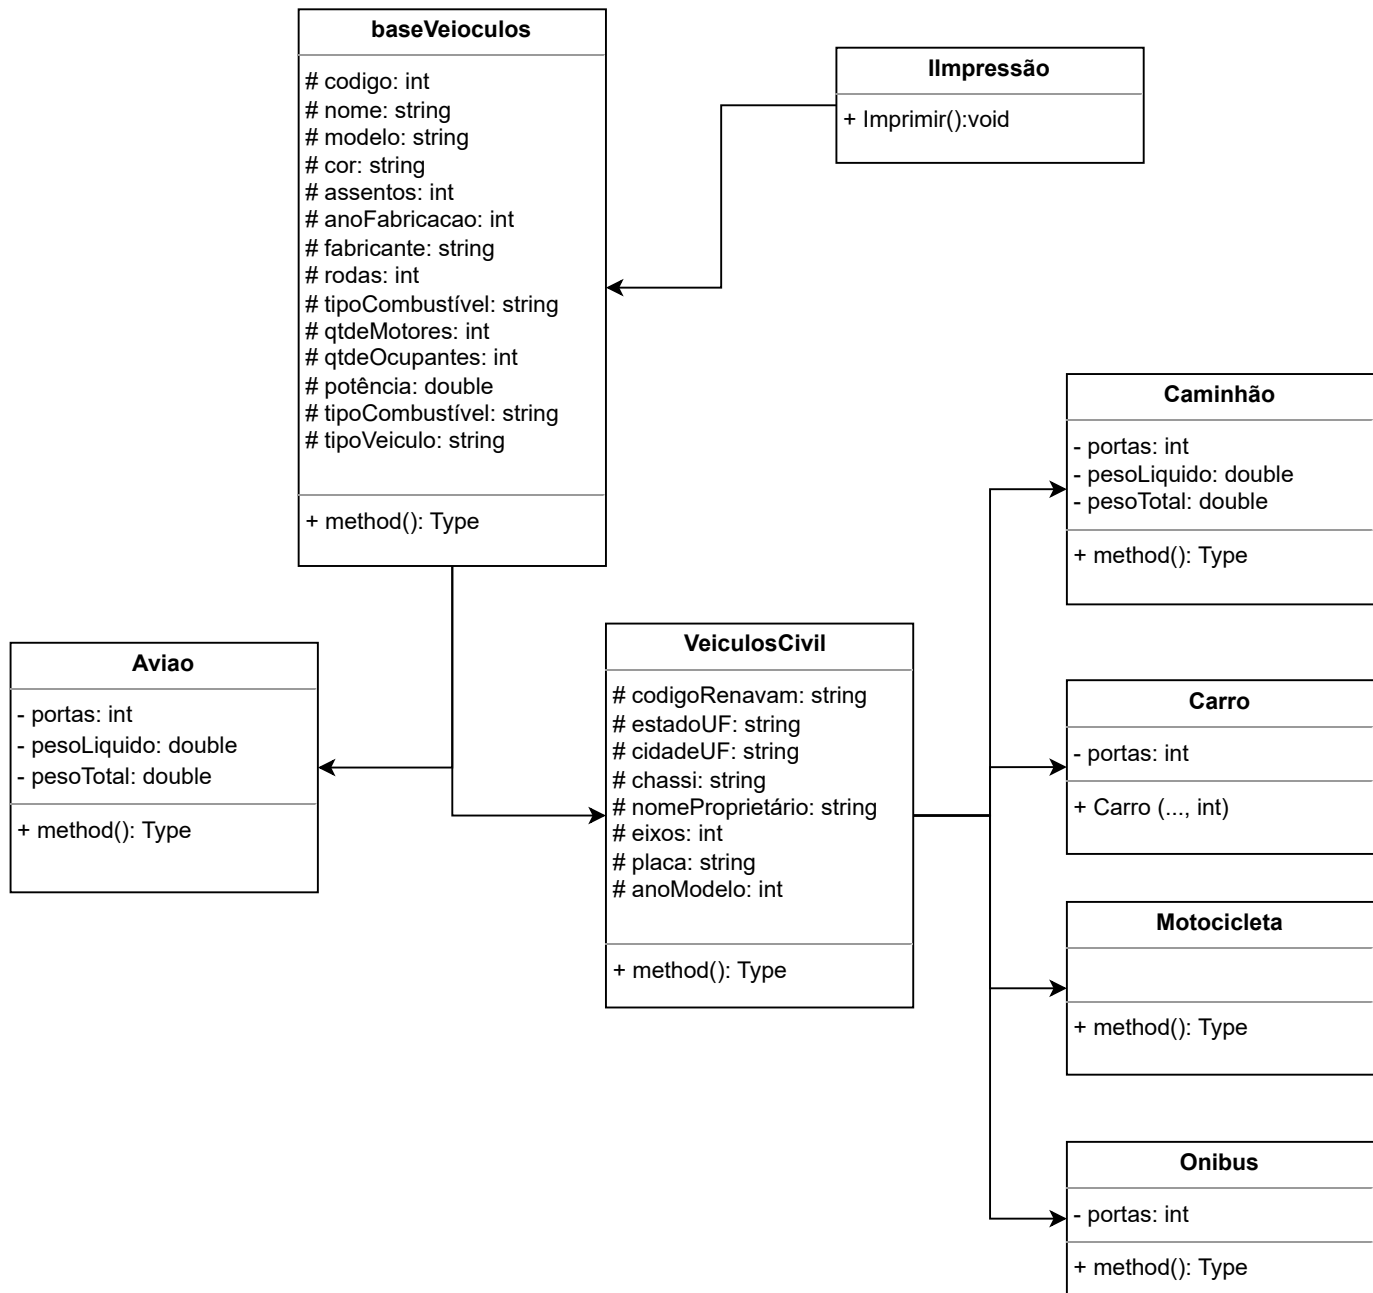 baseVeioculos
# codigo: int
# nome: string
# modelo: string
# cor: string
# assentos: int
# anoFabricacao: int
# fabricante: string
# rodas: int
# tipoCombustível: string
# qtdeMotores: int
# qtdeOcupantes: int
# potência: double
# tipoCombustível: string
# tipoVeiculo: string
+ method(): Type
IImpressão
+ Imprimir():void
Aviao
- portas: int
- pesoLiquido: double
- pesoTotal: double
+ method(): Type
VeiculosCivil
# codigoRenavam: string
# estadoUF: string
# cidadeUF: string
# chassi: string
# nomeProprietário: string
# eixos: int
# placa: string
# anoModelo: int
+ method(): Type
Caminhão
- portas: int
- pesoLiquido: double
- pesoTotal: double
+ method(): Type
Carro
- portas: int
+ Carro (..., int)
Motocicleta
+ method(): Type
Onibus
- portas: int
+ method(): Type